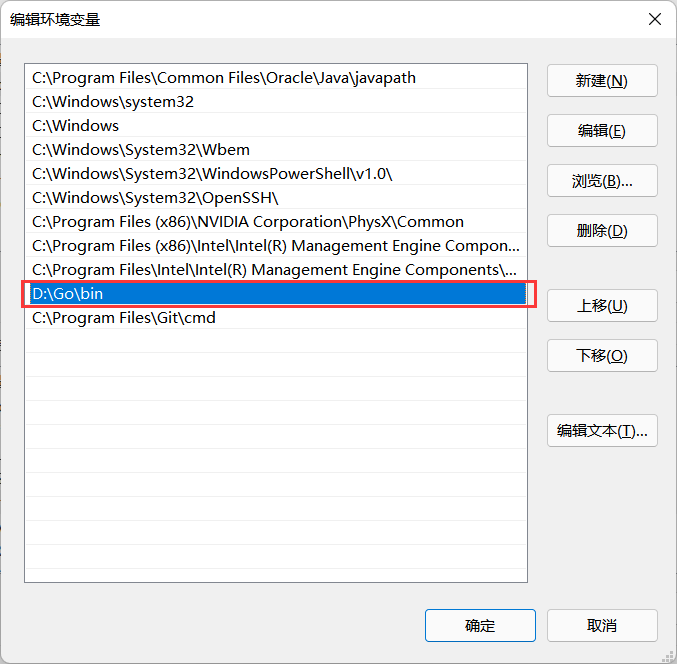 编辑环境变量
C:\Program Files\Common Files\Oracle\Java\javapath
C:\Windows\system32
C:\Windows
C:\Windows\System32\Wbem
C:\Windows\System32\WindowsPowerShell\v1.0\
C:\Windows\System32\OpenSSH\
C:\Program Files (x86)\NVIDIA Corporation\PhysX\Common
C:\Program Files (x86)\Intel\Intel(R) Management Engine Compon...
C:\Program Files\Intel\Intel(R) Management Engine Components\...
D:\Go\bin
C:\Program Files\Git\cmd
新建(N)
编辑(E)
浏览(B)...
删除(D)
上移(U)
下移(O)
编辑文本(T)...
确定
取消